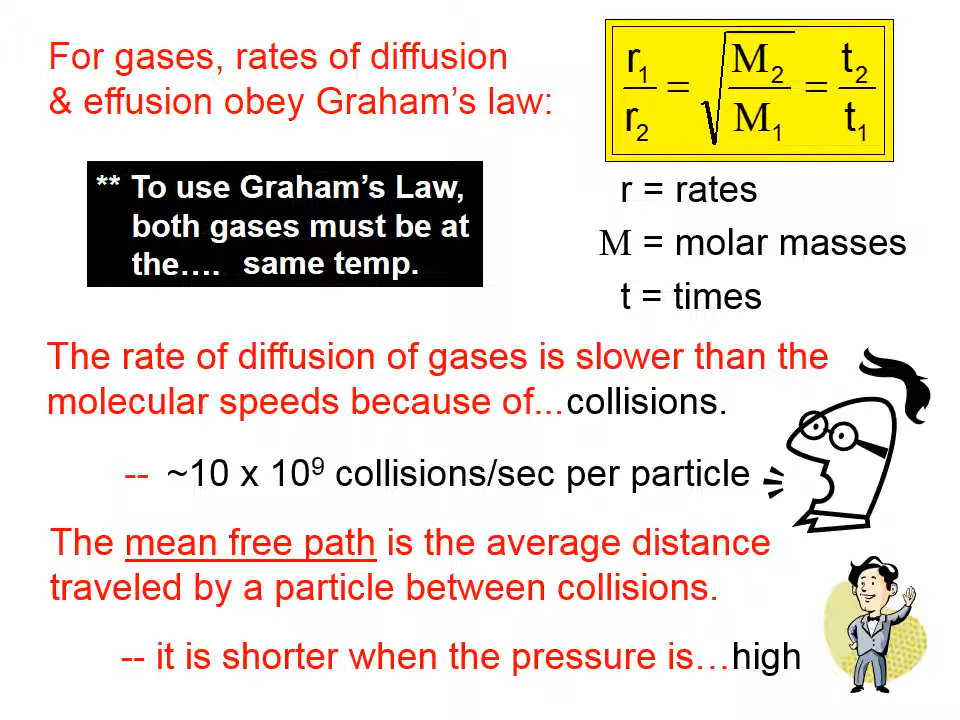 For gases, rates of diffusion
& effusion obey Graham's law:
r₁/r₂ = √(M₂/M₁) = t₂/t₁
** To use Graham's Law,
both gases must be at
the…. same temp.
r = rates
M = molar masses
t = times
The rate of diffusion of gases is slower than the
molecular speeds because of...collisions.
-- ~10 x 10⁹ collisions/sec per particle
The mean free path is the average distance
traveled by a particle between collisions.
-- it is shorter when the pressure is…high